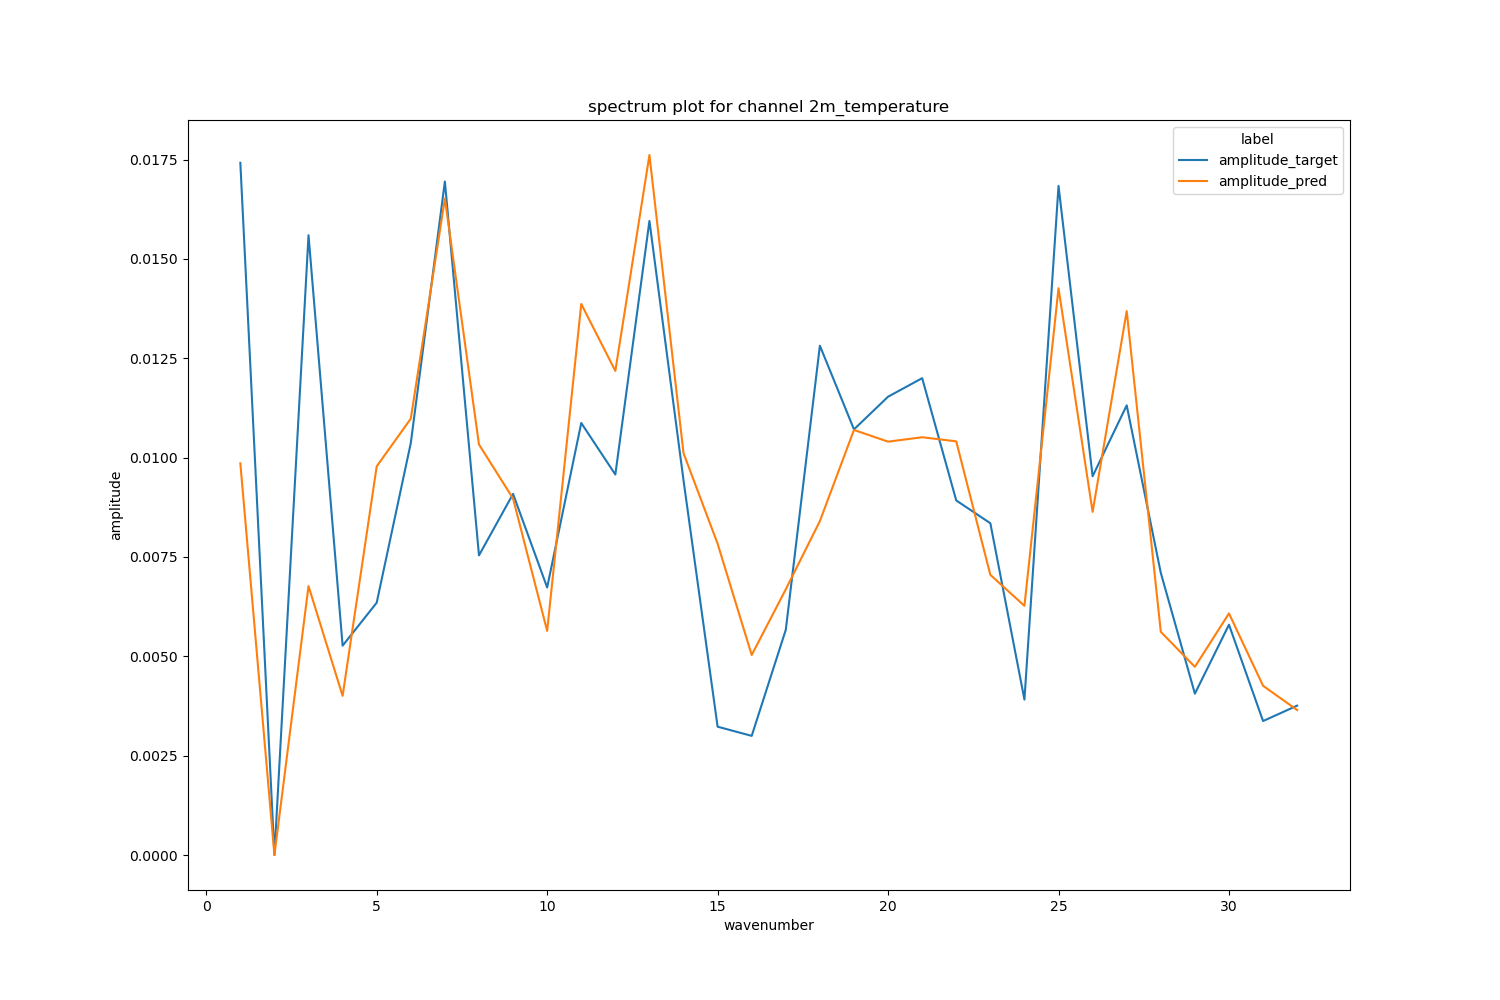 spectrum plot for channel 2m_temperature
label
amplitude_target
amplitude_pred
amplitude
0.0175
0.0150
0.0125
0.0100
0.0075
0.0050
0.0025
0.0000
0 5 10 15 20 25 30
wavenumber